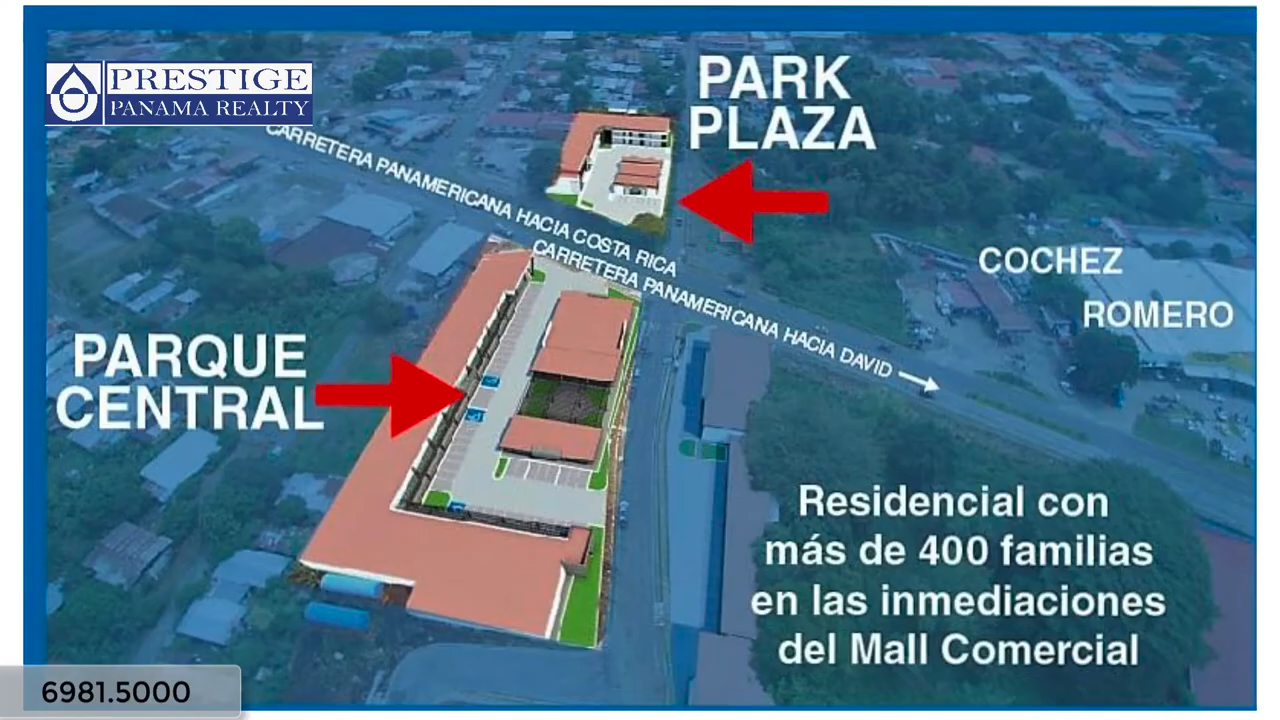 PRESTIGE
PANAMA REALTY
PARK
PLAZA
CARRETERA PANAMERICANA HACIA COSTA RICA
CARRETERA PANAMERICANA HACIA DAVID
COCHEZ
ROMERO
PARQUE
CENTRAL
Residencial con
más de 400 familias
en las inmediaciones
del Mall Comercial
6981.5000